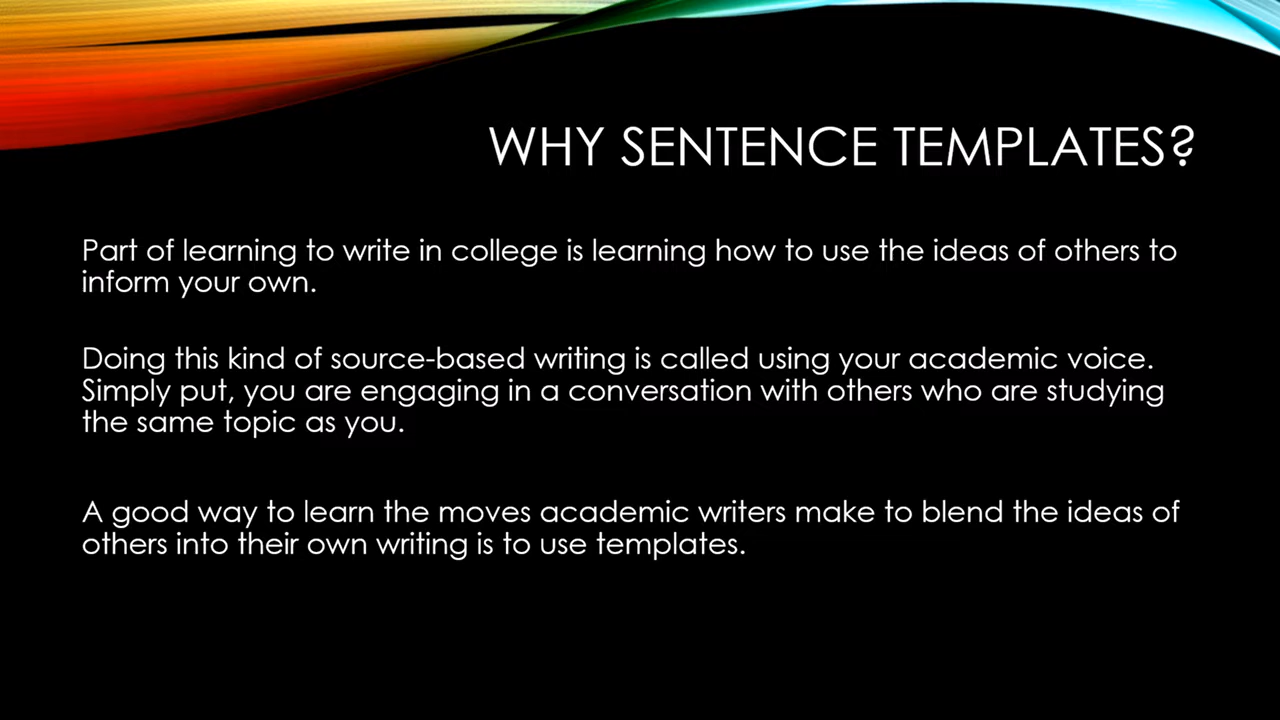 WHY SENTENCE TEMPLATES?
Part of learning to write in college is learning how to use the ideas of others to
inform your own.
Doing this kind of source-based writing is called using your academic voice.
Simply put, you are engaging in a conversation with others who are studying
the same topic as you.
A good way to learn the moves academic writers make to blend the ideas of
others into their own writing is to use templates.